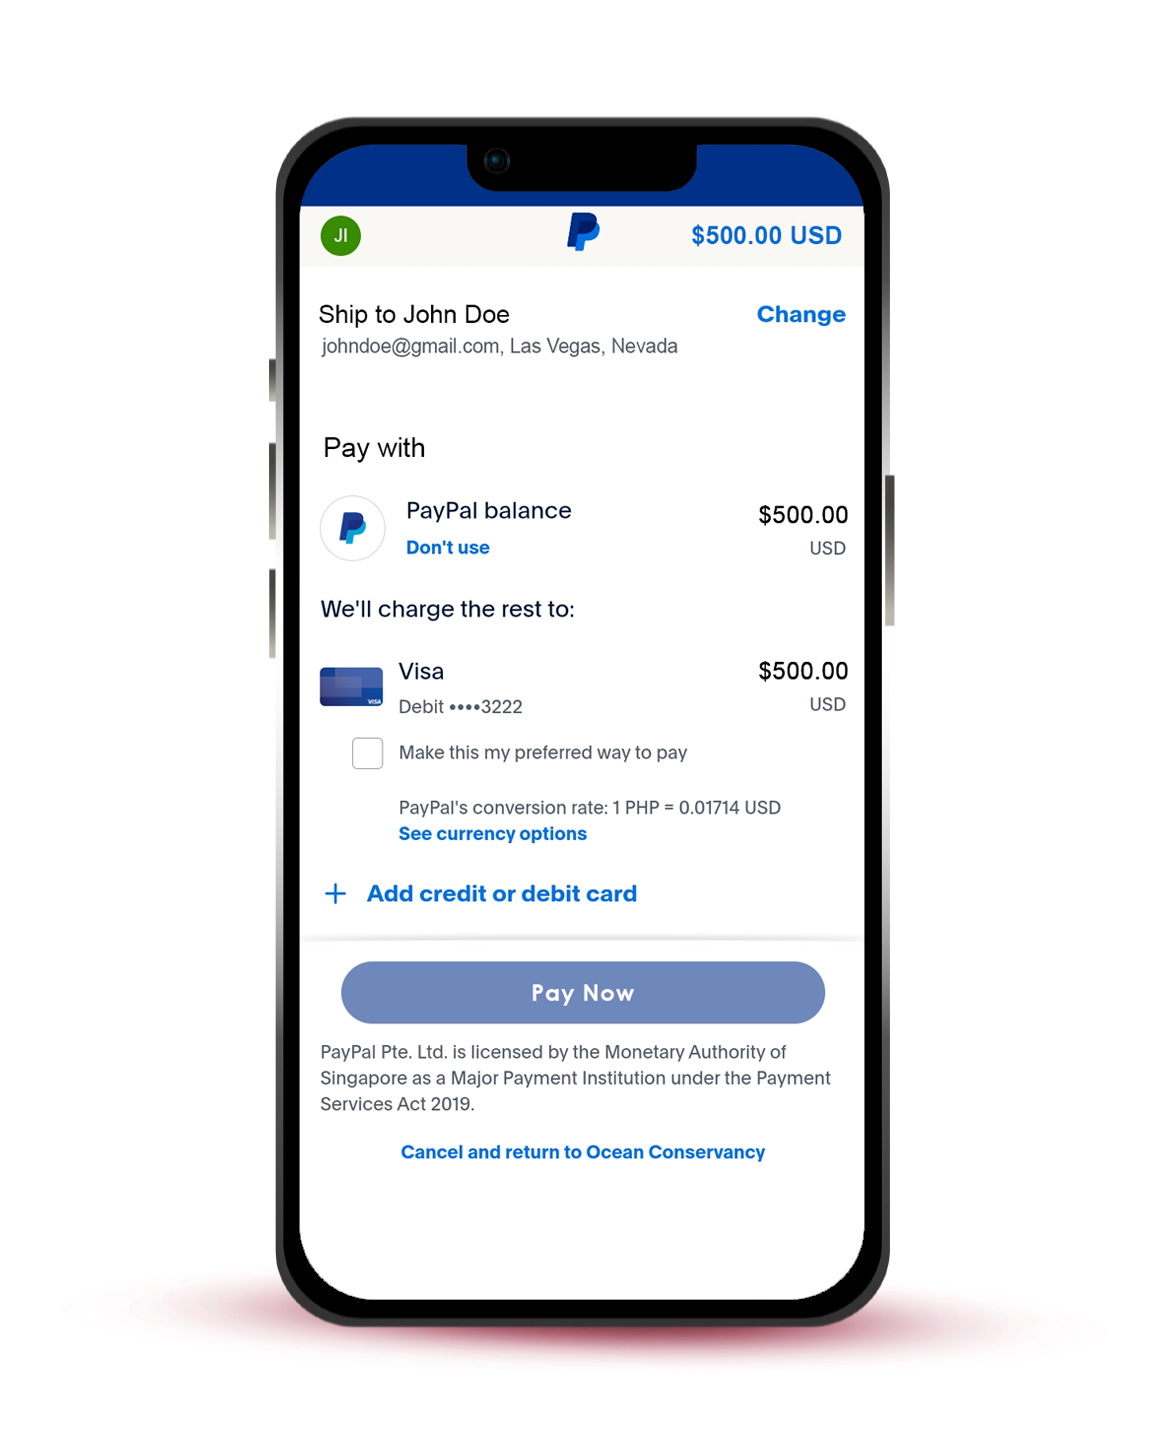 JI
$500.00 USD
Ship to John Doe
Change
johndoe@gmail.com, Las Vegas, Nevada
Pay with
PayPal balance
$500.00
Don't use
USD
We'll charge the rest to:
Visa
$500.00
VISA
Debit ••••3222
USD
Make this my preferred way to pay
PayPal's conversion rate: 1 PHP = 0.01714 USD
See currency options
+ Add credit or debit card
Pay Now
PayPal Pte. Ltd. is licensed by the Monetary Authority of
Singapore as a Major Payment Institution under the Payment
Services Act 2019.
Cancel and return to Ocean Conservancy